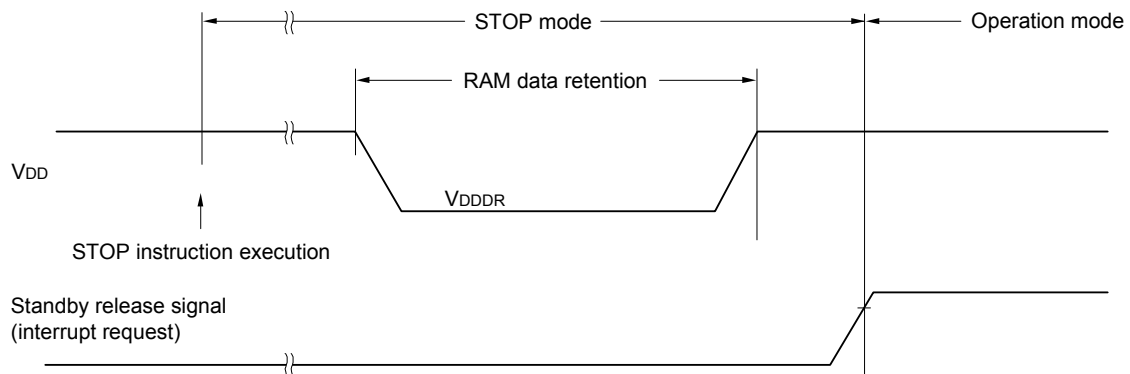 STOP mode
Operation mode
RAM data retention
VDD
VDDDR
STOP instruction execution
Standby release signal
(interrupt request)